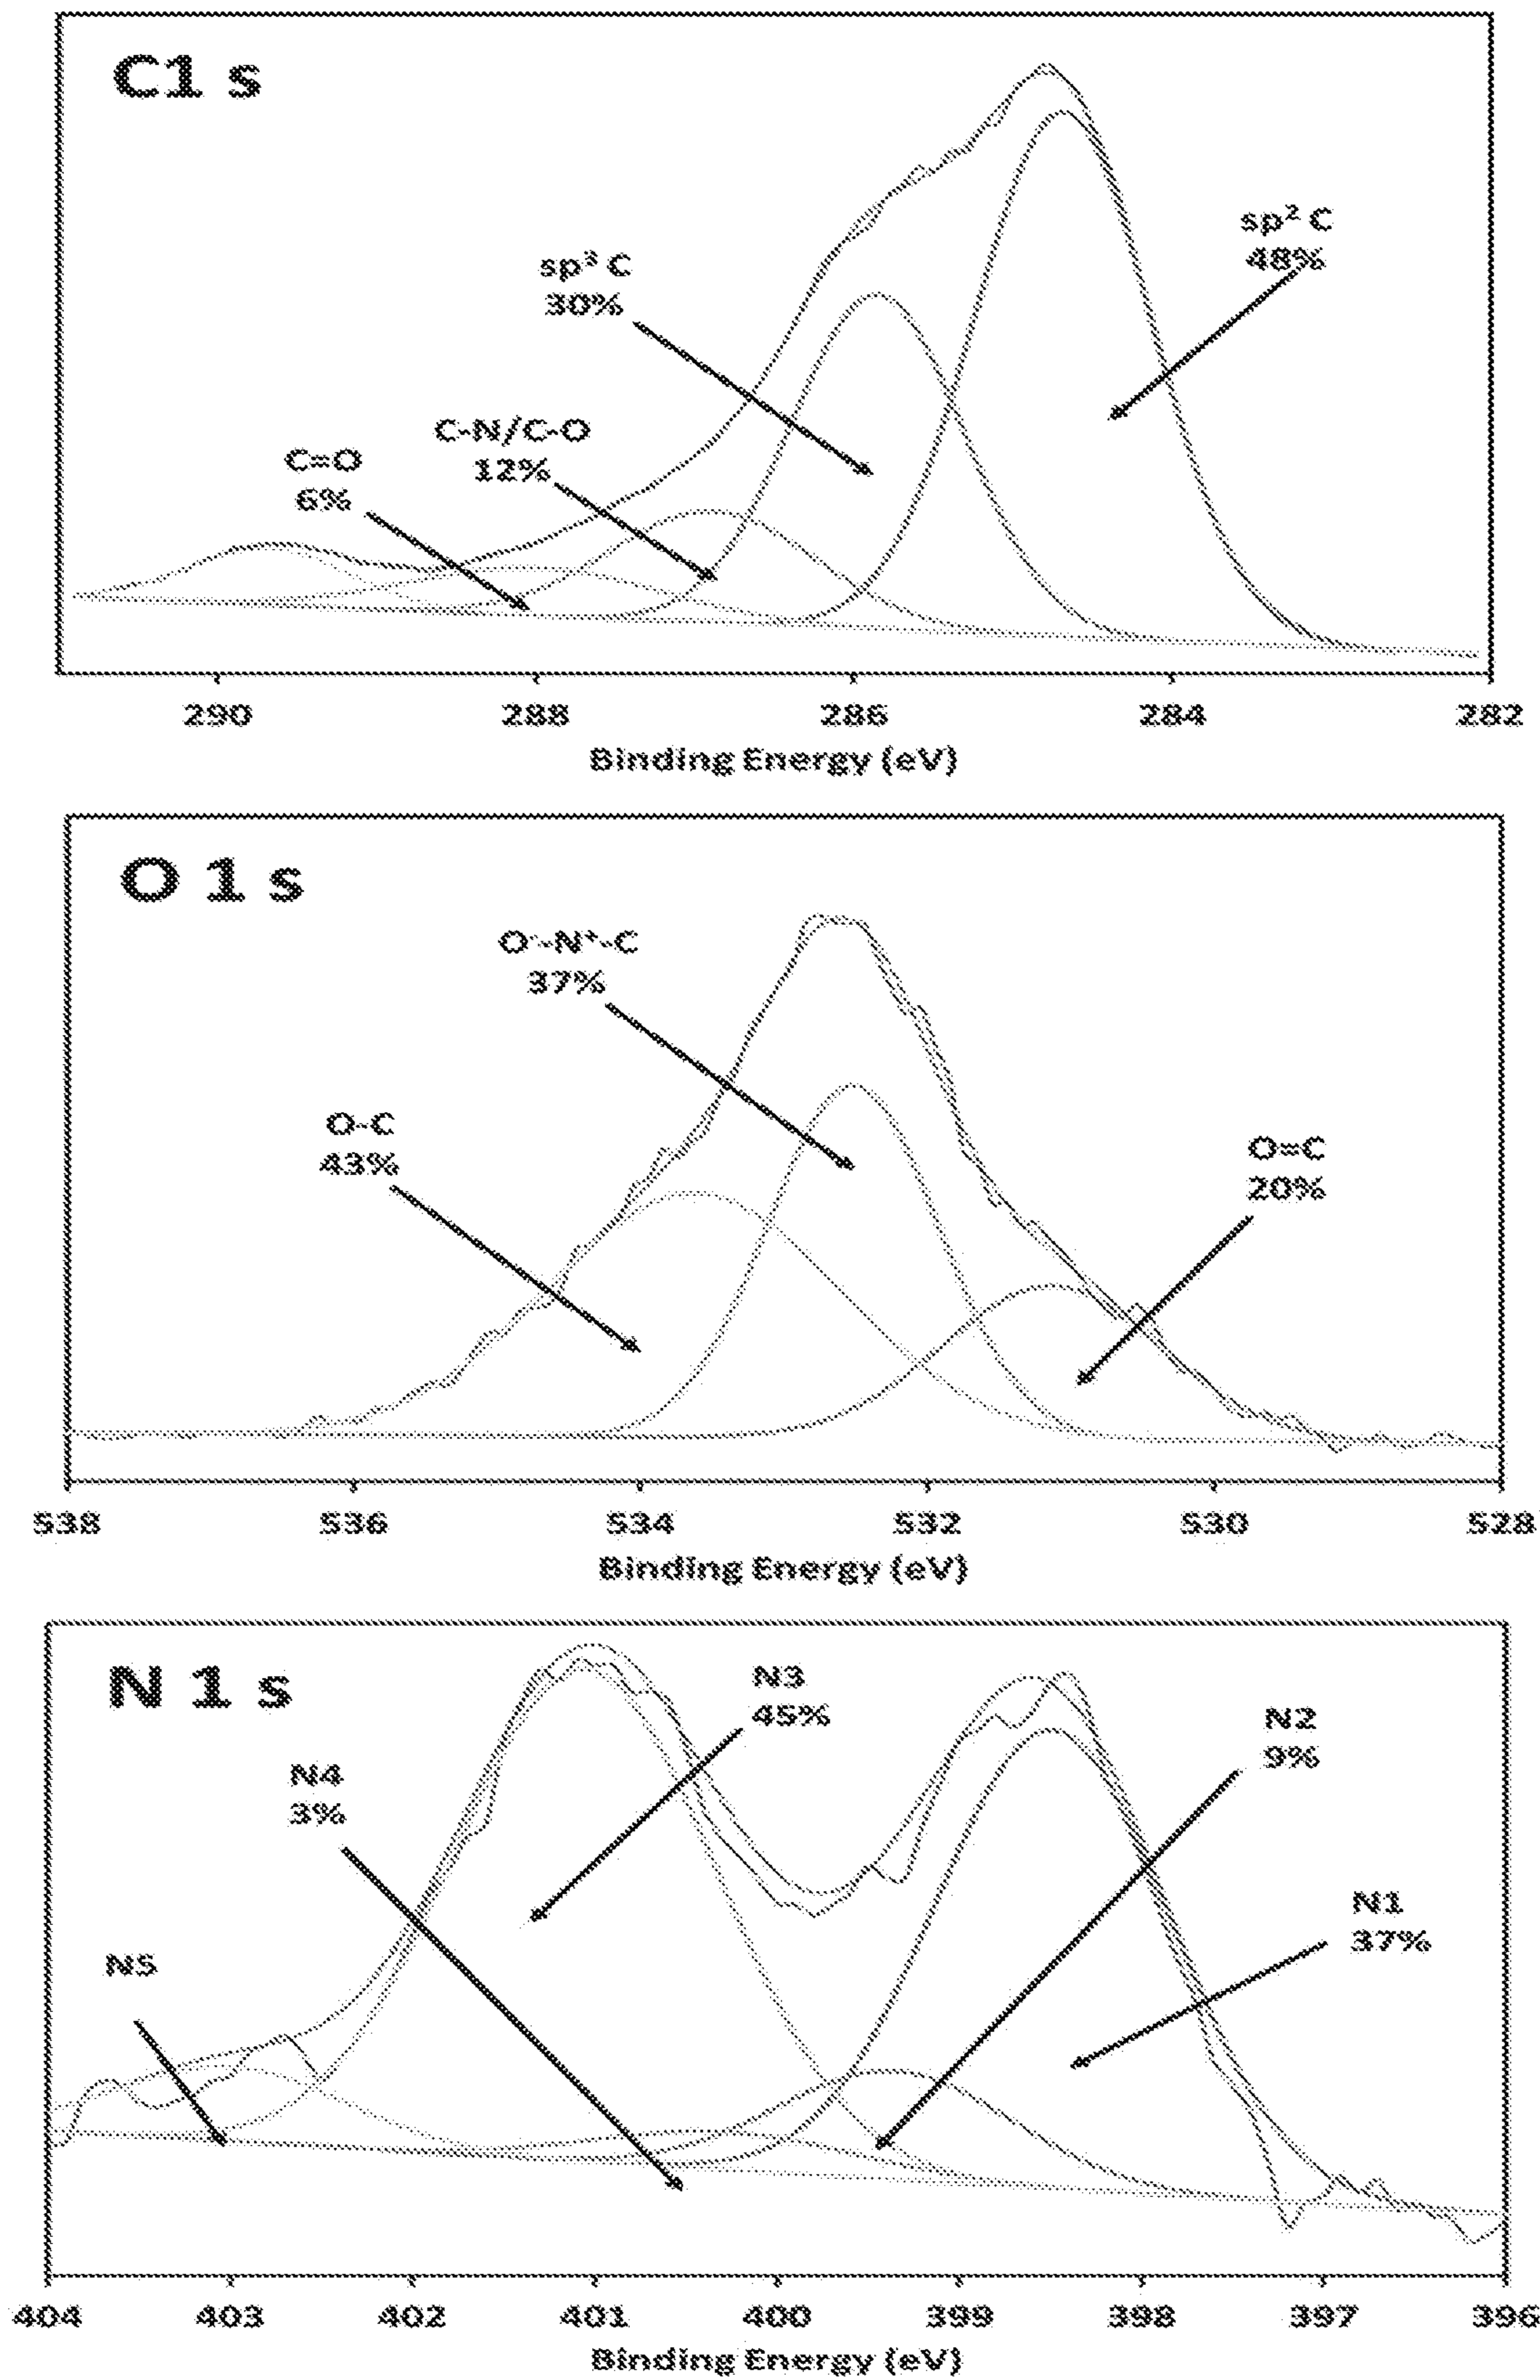 C1 s
sp² C
48%
sp³ C
30%
C-N/C-O
12%
C=O
6%
290 288 286 284 282
Binding Energy (eV)
O 1 s
O⁻-N⁺-C
37%
O-C
43%
O=C
20%
538 536 534 532 530 528
Binding Energy (eV)
N 1 s
N3
45%
N2
9%
N4
3%
N1
37%
N5
404 403 402 401 400 399 398 397 396
Binding Energy (eV)